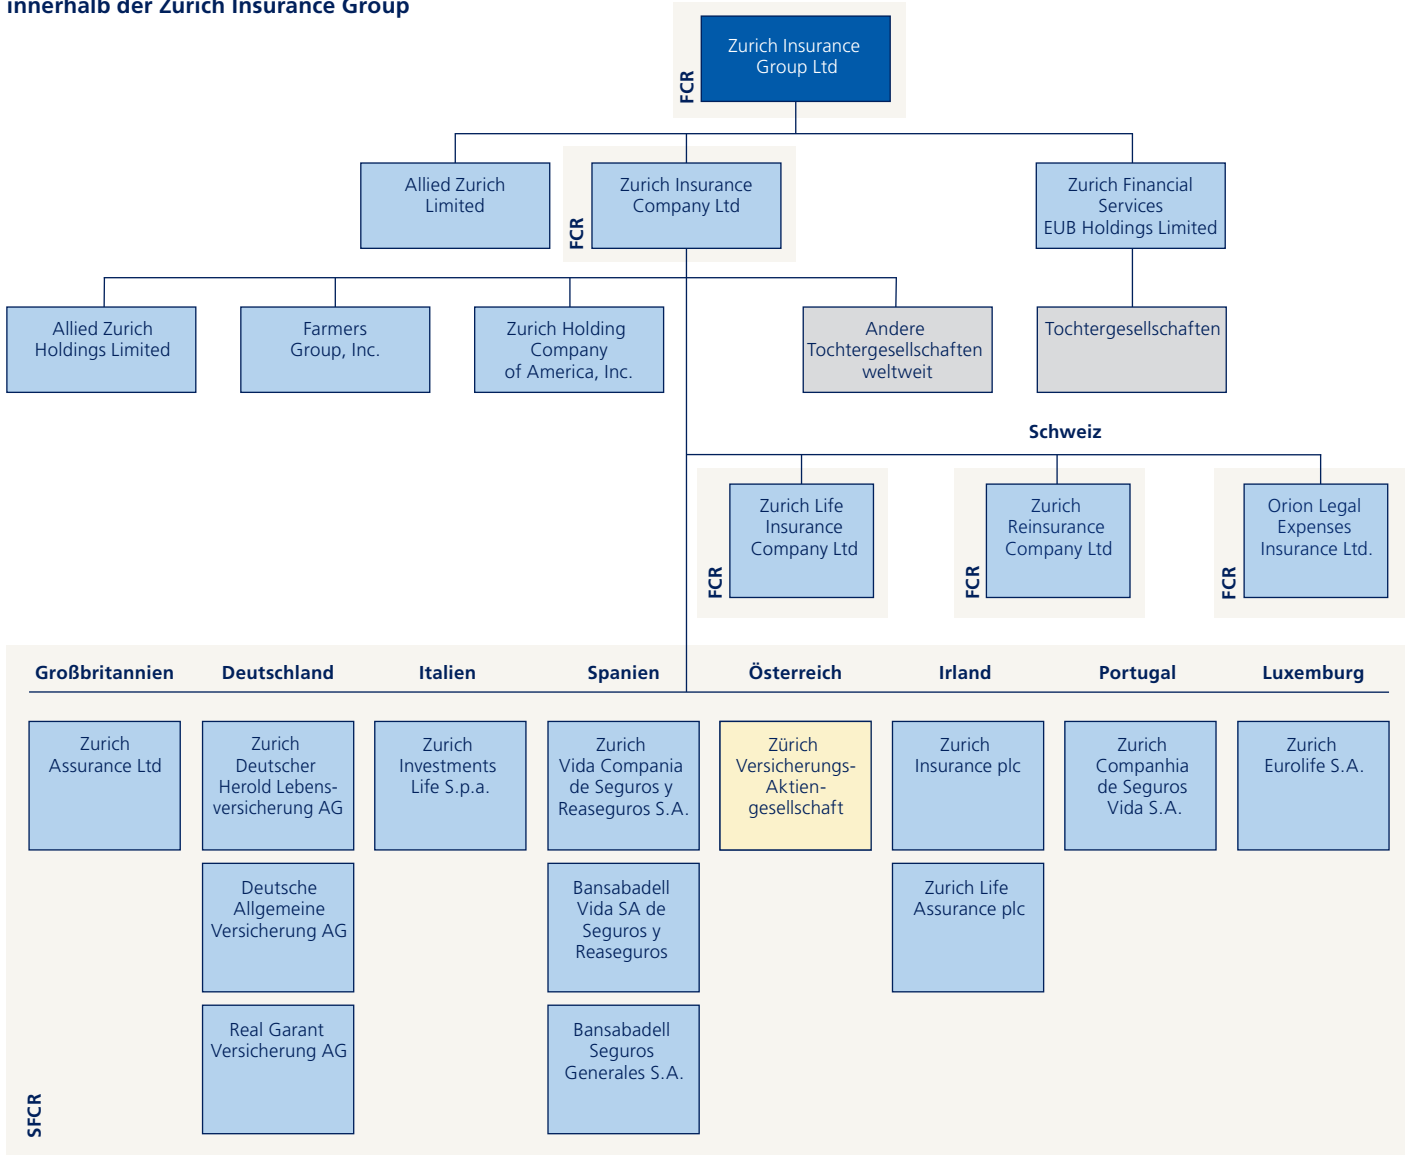 innerhalb der Zurich Insurance Group
Zurich Insurance
Group Ltd
FCR
Allied Zurich
Limited
Zurich Insurance
Company Ltd
FCR
Zurich Financial
Services
EUB Holdings Limited
Allied Zurich
Holdings Limited
Farmers
Group, Inc.
Zurich Holding
Company
of America, Inc.
Andere
Tochtergesellschaften
weltweit
Tochtergesellschaften
Schweiz
Zurich Life
Insurance
Company Ltd
FCR
Zurich
Reinsurance
Company Ltd
FCR
Orion Legal
Expenses
Insurance Ltd.
FCR
Großbritannien
Deutschland
Italien
Spanien
Österreich
Irland
Portugal
Luxemburg
Zurich
Assurance Ltd
Zurich
Deutscher
Herold Lebens-
versicherung AG
Zurich
Investments
Life S.p.a.
Zurich
Vida Compania
de Seguros y
Reaseguros S.A.
Zürich
Versicherungs-
Aktien-
gesellschaft
Zurich
Insurance plc
Zurich
Companhia
de Seguros
Vida S.A.
Zurich
Eurolife S.A.
Deutsche
Allgemeine
Versicherung AG
Bansabadell
Vida SA de
Seguros y
Reaseguros
Zurich Life
Assurance plc
Real Garant
Versicherung AG
Bansabadell
Seguros
Generales S.A.
SFCR